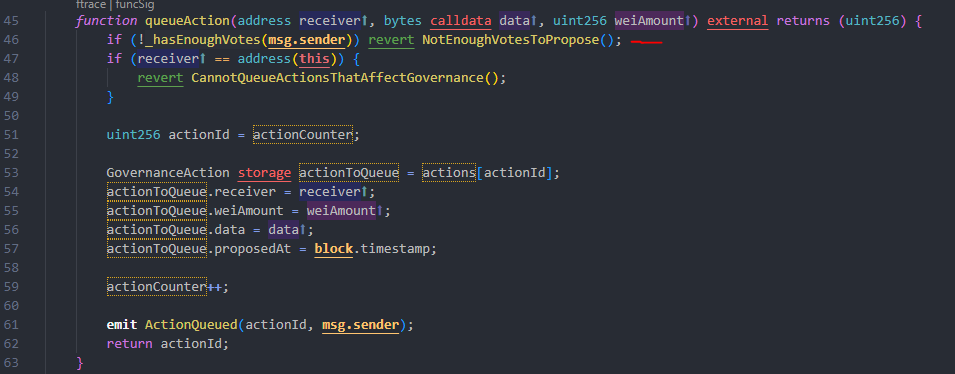 ftrace | funcSig
45 function queueAction(address receiver↑, bytes calldata data↑, uint256 weiAmount↑) external returns (uint256) {
46 if (!_hasEnoughVotes(msg.sender)) revert NotEnoughVotesToPropose();
47 if (receiver↑ == address(this)) {
48 revert CannotQueueActionsThatAffectGovernance();
49 }
50
51 uint256 actionId = actionCounter;
52
53 GovernanceAction storage actionToQueue = actions[actionId];
54 actionToQueue.receiver = receiver↑;
55 actionToQueue.weiAmount = weiAmount↑;
56 actionToQueue.data = data↑;
57 actionToQueue.proposedAt = block.timestamp;
58
59 actionCounter++;
60
61 emit ActionQueued(actionId, msg.sender);
62 return actionId;
63 }